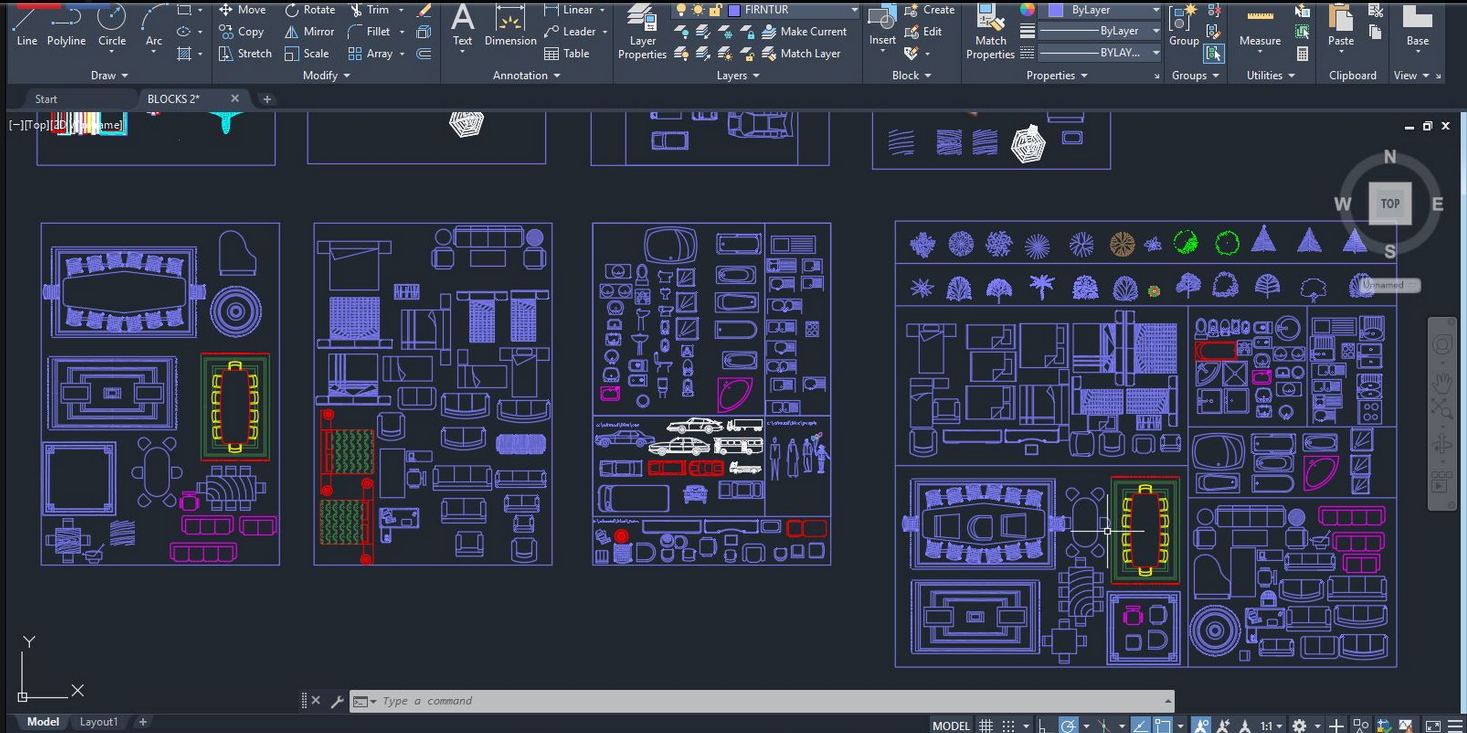 Move Rotate Trim Linear FIRNTUR Create ByLayer
Line Polyline Circle Arc Copy Mirror Fillet Text Dimension Leader Layer Properties Make Current Insert Edit Match Properties ByLayer Group Measure Paste Base
Stretch Scale Array Table Match Layer BYLAY...
Draw Modify Annotation Layers Block Properties Groups Utilities Clipboard View
Start BLOCKS 2*
[−][Top][2D
N
W TOP E
S
Unnamed
Y
X
Type a command
Model Layout1 MODEL 1:1